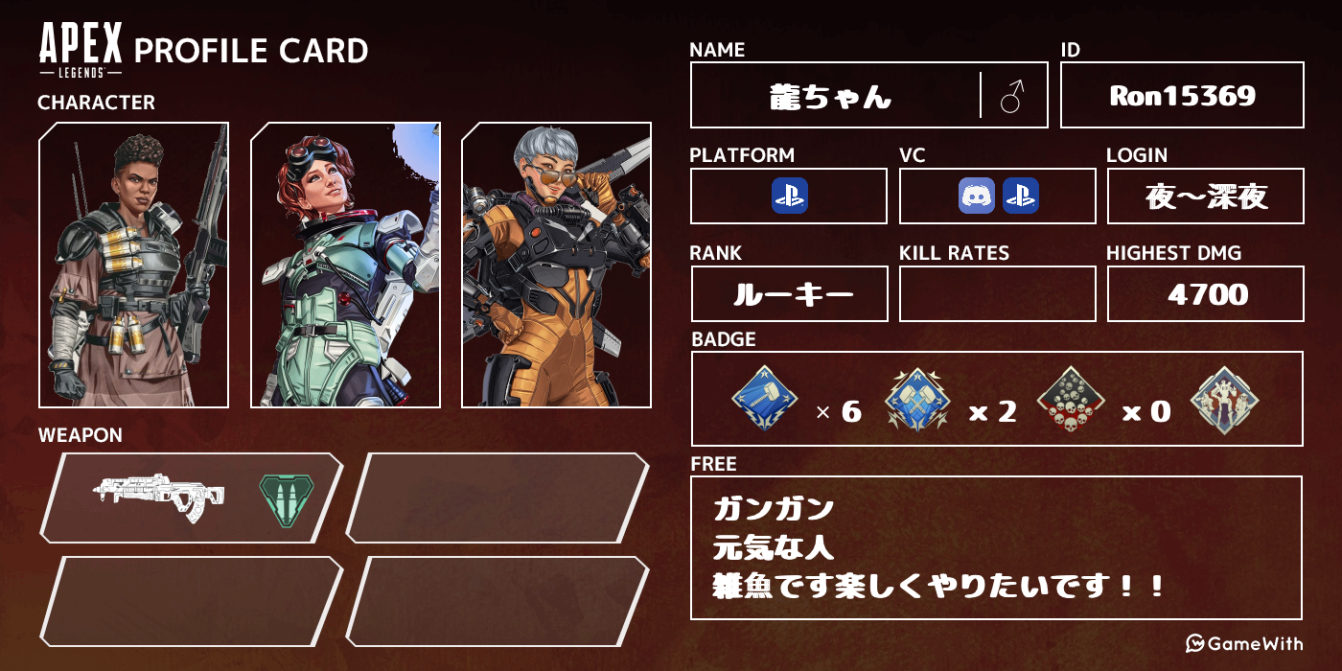 APEX
LEGENDS
PROFILE CARD
CHARACTER
WEAPON
NAME
龍ちゃん ♂
ID
Ron15369
PLATFORM
VC
LOGIN
夜〜深夜
RANK
ルーキー
KILL RATES
HIGHEST DMG
4700
BADGE
× 6 x 2 x 0
FREE
ガンガン
元気な人
雑魚です楽しくやりたいです！！
GameWith